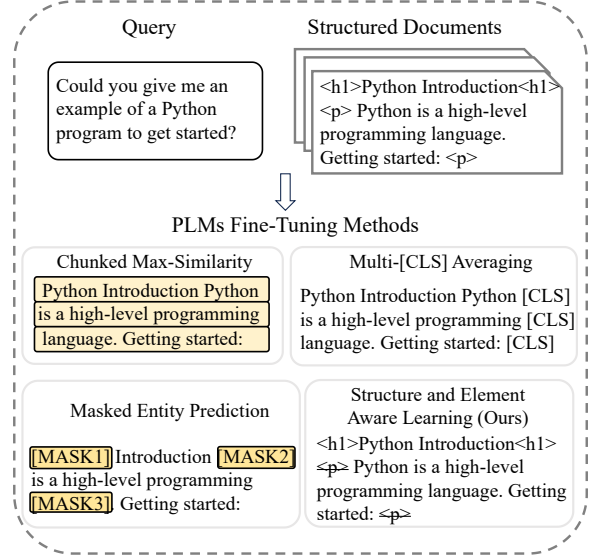 Query
Structured Documents
Could you give me an
example of a Python
program to get started?
<h1>Python Introduction<h1>
<p> Python is a high-level
programming language.
Getting started: <p>
PLMs Fine-Tuning Methods
Chunked Max-Similarity
Python Introduction Python
is a high-level programming
language. Getting started:
Multi-[CLS] Averaging
Python Introduction Python [CLS]
is a high-level programming [CLS]
language. Getting started: [CLS]
Masked Entity Prediction
[MASK1] Introduction [MASK2]
is a high-level programming
[MASK3] Getting started:
Structure and Element
Aware Learning (Ours)
<h1>Python Introduction<h1>
<p> Python is a high-level
programming language. Getting
started: <p>